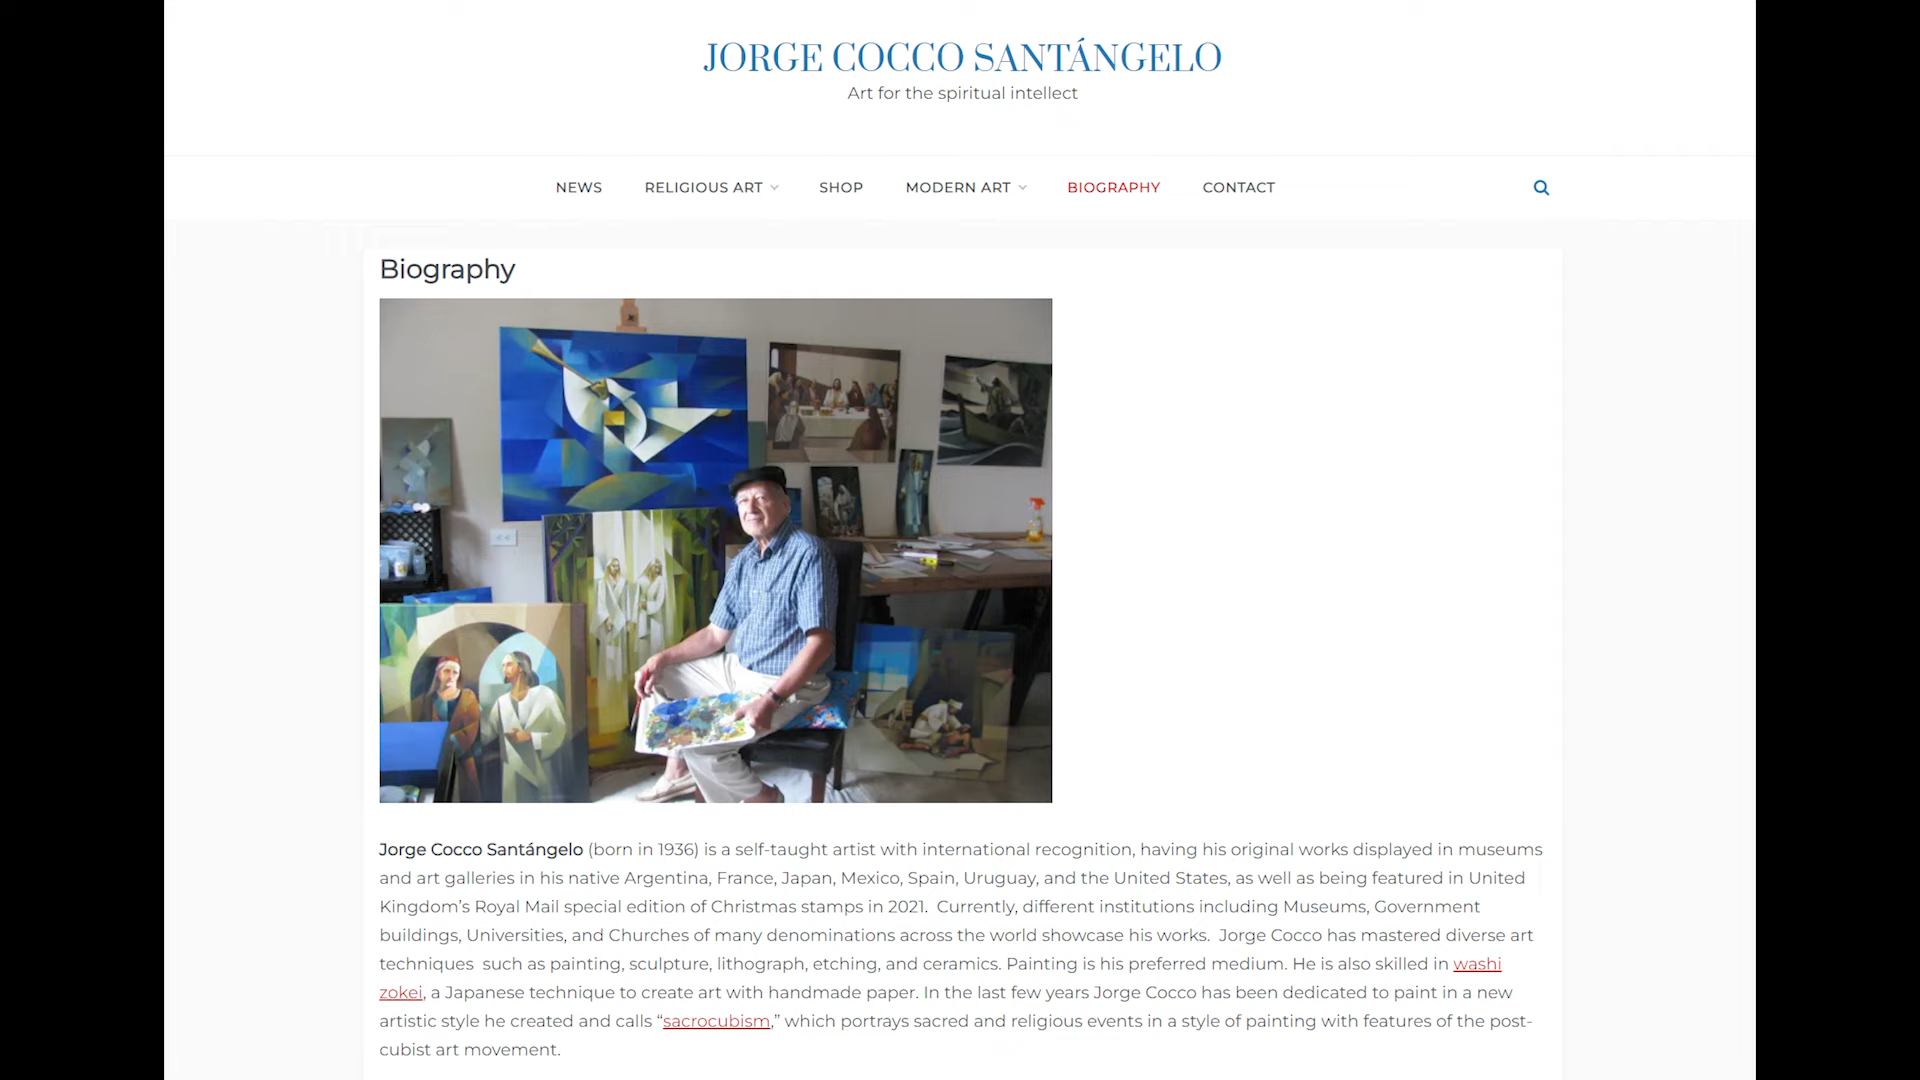 JORGE COCCO SANTÁNGELO
Art for the spiritual intellect
NEWS RELIGIOUS ART SHOP MODERN ART BIOGRAPHY CONTACT
Biography
Jorge Cocco Santángelo (born in 1936) is a self-taught artist with international recognition, having his original works displayed in museums
and art galleries in his native Argentina, France, Japan, Mexico, Spain, Uruguay, and the United States, as well as being featured in United
Kingdom’s Royal Mail special edition of Christmas stamps in 2021.  Currently, different institutions including Museums, Government
buildings, Universities, and Churches of many denominations across the world showcase his works.  Jorge Cocco has mastered diverse art
techniques  such as painting, sculpture, lithograph, etching, and ceramics. Painting is his preferred medium. He is also skilled in washi
zokei, a Japanese technique to create art with handmade paper. In the last few years Jorge Cocco has been dedicated to paint in a new
artistic style he created and calls “sacrocubism,” which portrays sacred and religious events in a style of painting with features of the post-
cubist art movement.